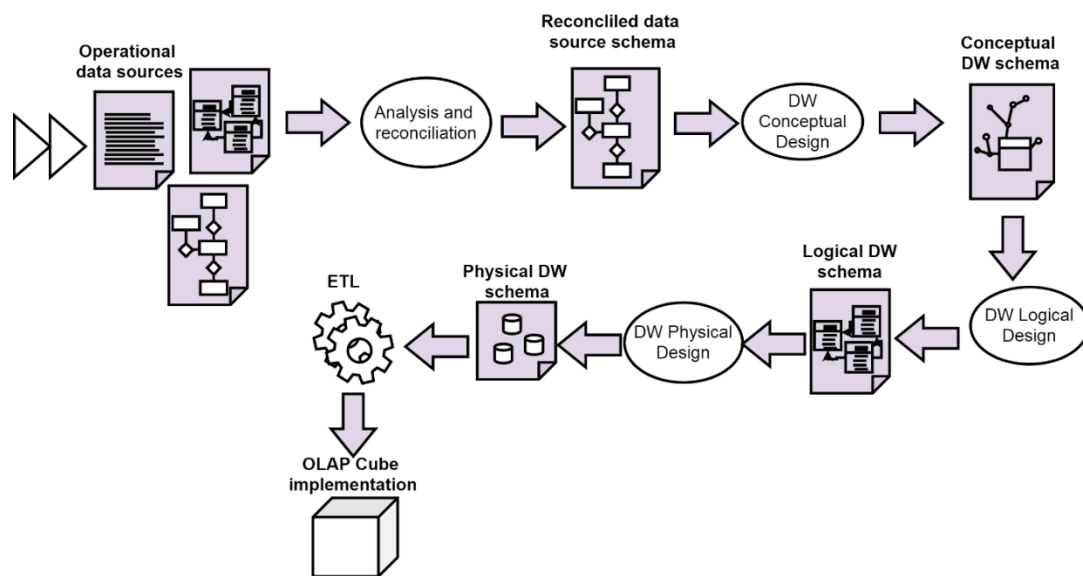 Operational
data sources
Analysis and
reconciliation
Reconcliled data
source schema
DW
Conceptual
Design
Conceptual
DW schema
DW Logical
Design
Logical DW
schema
DW Physical
Design
Physical DW
schema
ETL
OLAP Cube
implementation